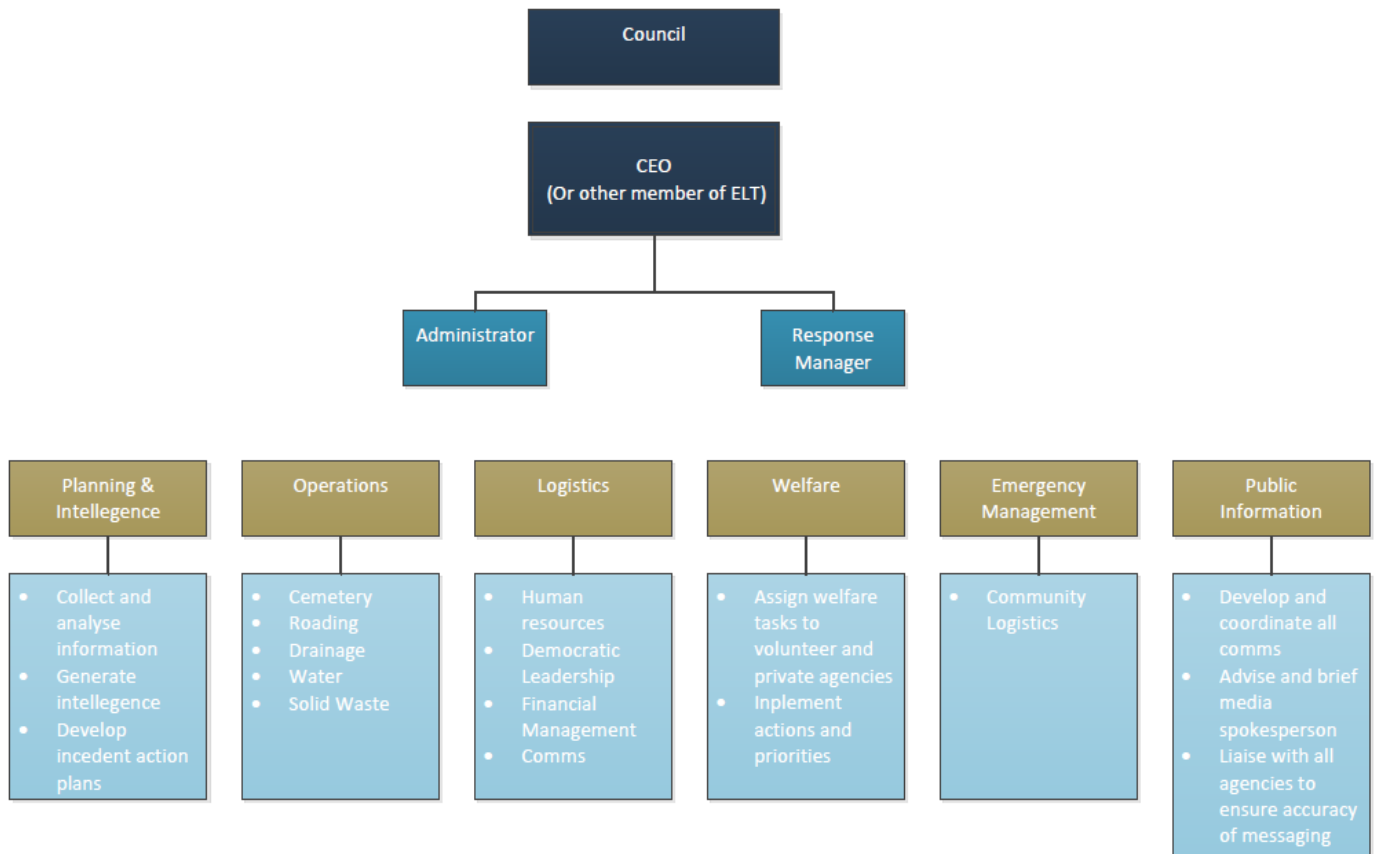 Council
CEO
(Or other member of ELT)
Administrator
Response
Manager
Planning &
Intellegence
Operations
Logistics
Welfare
Emergency
Management
Public
Information
• Collect and
analyse
information
• Generate
intellegence
• Develop
incedent action
plans
• Cemetery
• Roading
• Drainage
• Water
• Solid Waste
• Human
resources
• Democratic
Leadership
• Financial
Management
• Comms
• Assign welfare
tasks to
volunteer and
private agencies
• Inplement
actions and
priorities
• Community
Logistics
• Develop and
coordinate all
comms
• Advise and brief
media
spokesperson
• Liaise with all
agencies to
ensure accuracy
of messaging